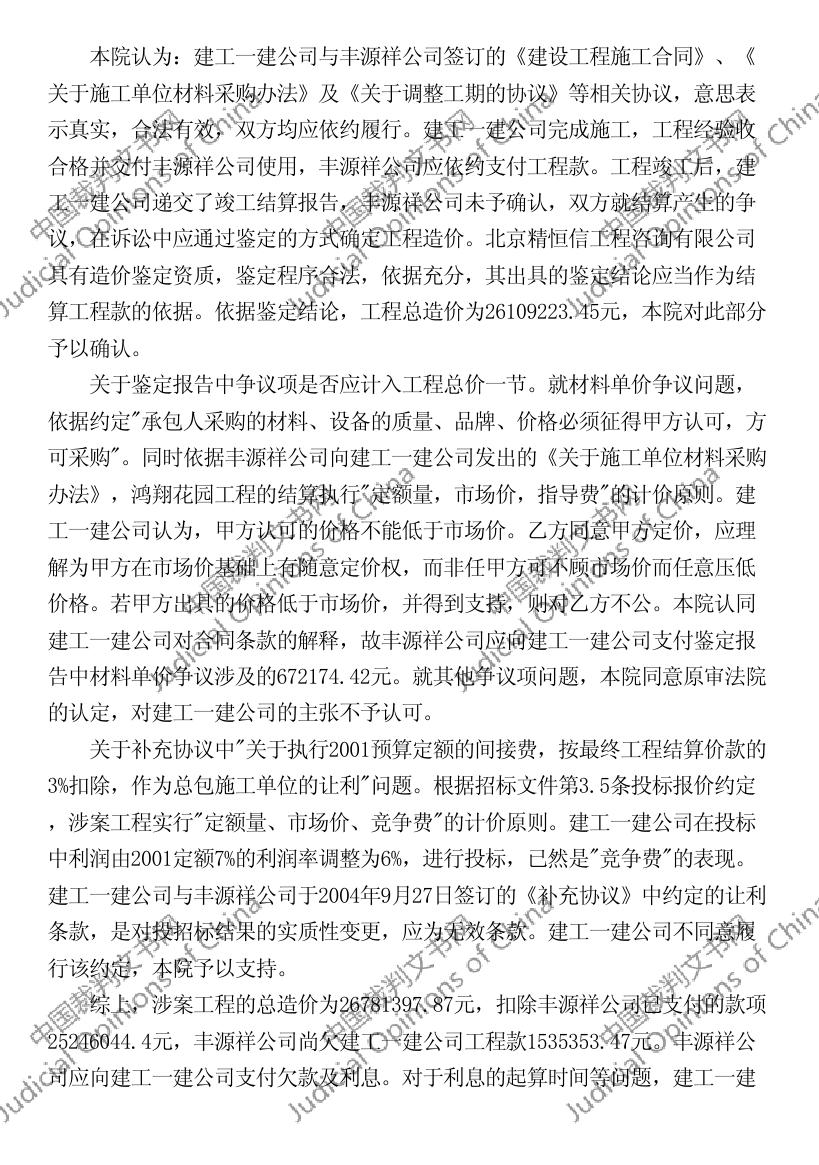 本院认为：建工一建公司与丰源祥公司签订的《建设工程施工合同》、《
关于施工单位材料采购办法》及《关于调整工期的协议》等相关协议，意思表
示真实，合法有效，双方均应依约履行。建工一建公司完成施工，工程经验收
合格并交付丰源祥公司使用，丰源祥公司应依约支付工程款。工程竣工后，建
工一建公司递交了竣工结算报告，丰源祥公司未予确认，双方就结算产生的争
议，在诉讼中应通过鉴定的方式确定工程造价。北京精恒信工程咨询有限公司
具有造价鉴定资质，鉴定程序合法，依据充分，其出具的鉴定结论应当作为结
算工程款的依据。依据鉴定结论，工程总造价为26109223.45元，本院对此部分
予以确认。
关于鉴定报告中争议项是否应计入工程总价一节。就材料单价争议问题，
依据约定"承包人采购的材料、设备的质量、品牌、价格必须征得甲方认可，方
可采购"。同时依据丰源祥公司向建工一建公司发出的《关于施工单位材料采购
办法》，鸿翔花园工程的结算执行"定额量，市场价，指导费"的计价原则。建
工一建公司认为，甲方认可的价格不能低于市场价。乙方同意甲方定价，应理
解为甲方在市场价基础上有随意定价权，而非任甲方可不顾市场价而任意压低
价格。若甲方出具的价格低于市场价，并得到支持，则对乙方不公。本院认同
建工一建公司对合同条款的解释，故丰源祥公司应向建工一建公司支付鉴定报
告中材料单价争议涉及的672174.42元。就其他争议项问题，本院同意原审法院
的认定，对建工一建公司的主张不予认可。
关于补充协议中"关于执行2001预算定额的间接费，按最终工程结算价款的
3%扣除，作为总包施工单位的让利"问题。根据招标文件第3.5条投标报价约定
，涉案工程实行"定额量、市场价、竞争费"的计价原则。建工一建公司在投标
中利润由2001定额7%的利润率调整为6%，进行投标，已然是"竞争费"的表现。
建工一建公司与丰源祥公司于2004年9月27日签订的《补充协议》中约定的让利
条款，是对投招标结果的实质性变更，应为无效条款。建工一建公司不同意履
行该约定，本院予以支持。
综上，涉案工程的总造价为26781397.87元，扣除丰源祥公司已支付的款项
25246044.4元，丰源祥公司尚欠建工一建公司工程款1535353.47元。丰源祥公
司应向建工一建公司支付欠款及利息。对于利息的起算时间等问题，建工一建